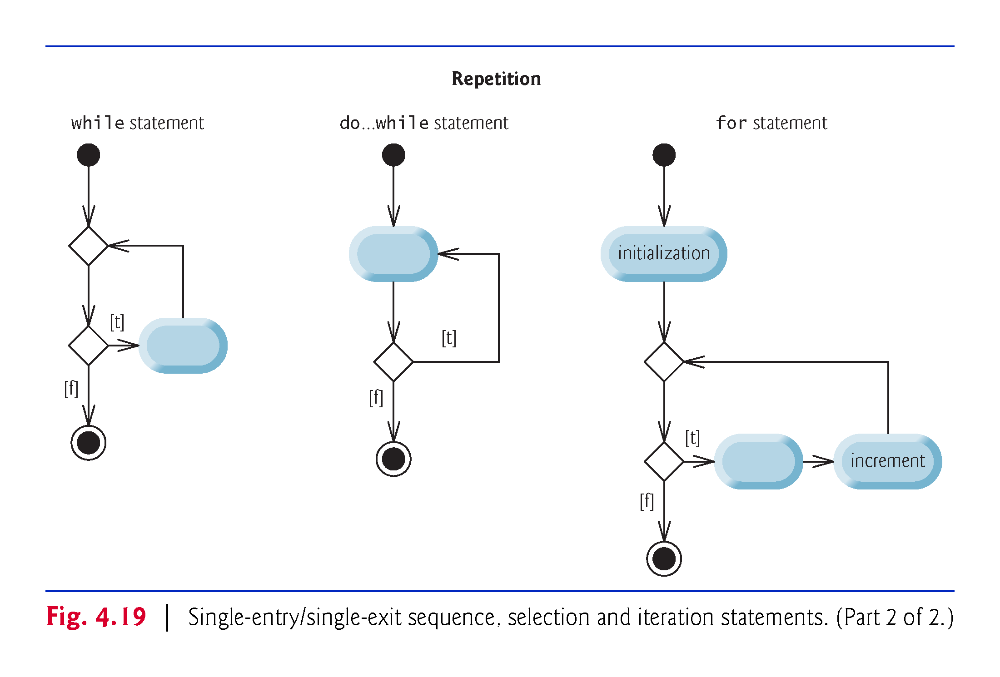 Repetition
while statement
do...while statement
for statement
initialization
[t]
[t]
[f]
[f]
[t]
increment
[f]
Fig. 4.19 | Single-entry/single-exit sequence, selection and iteration statements. (Part 2 of 2.)